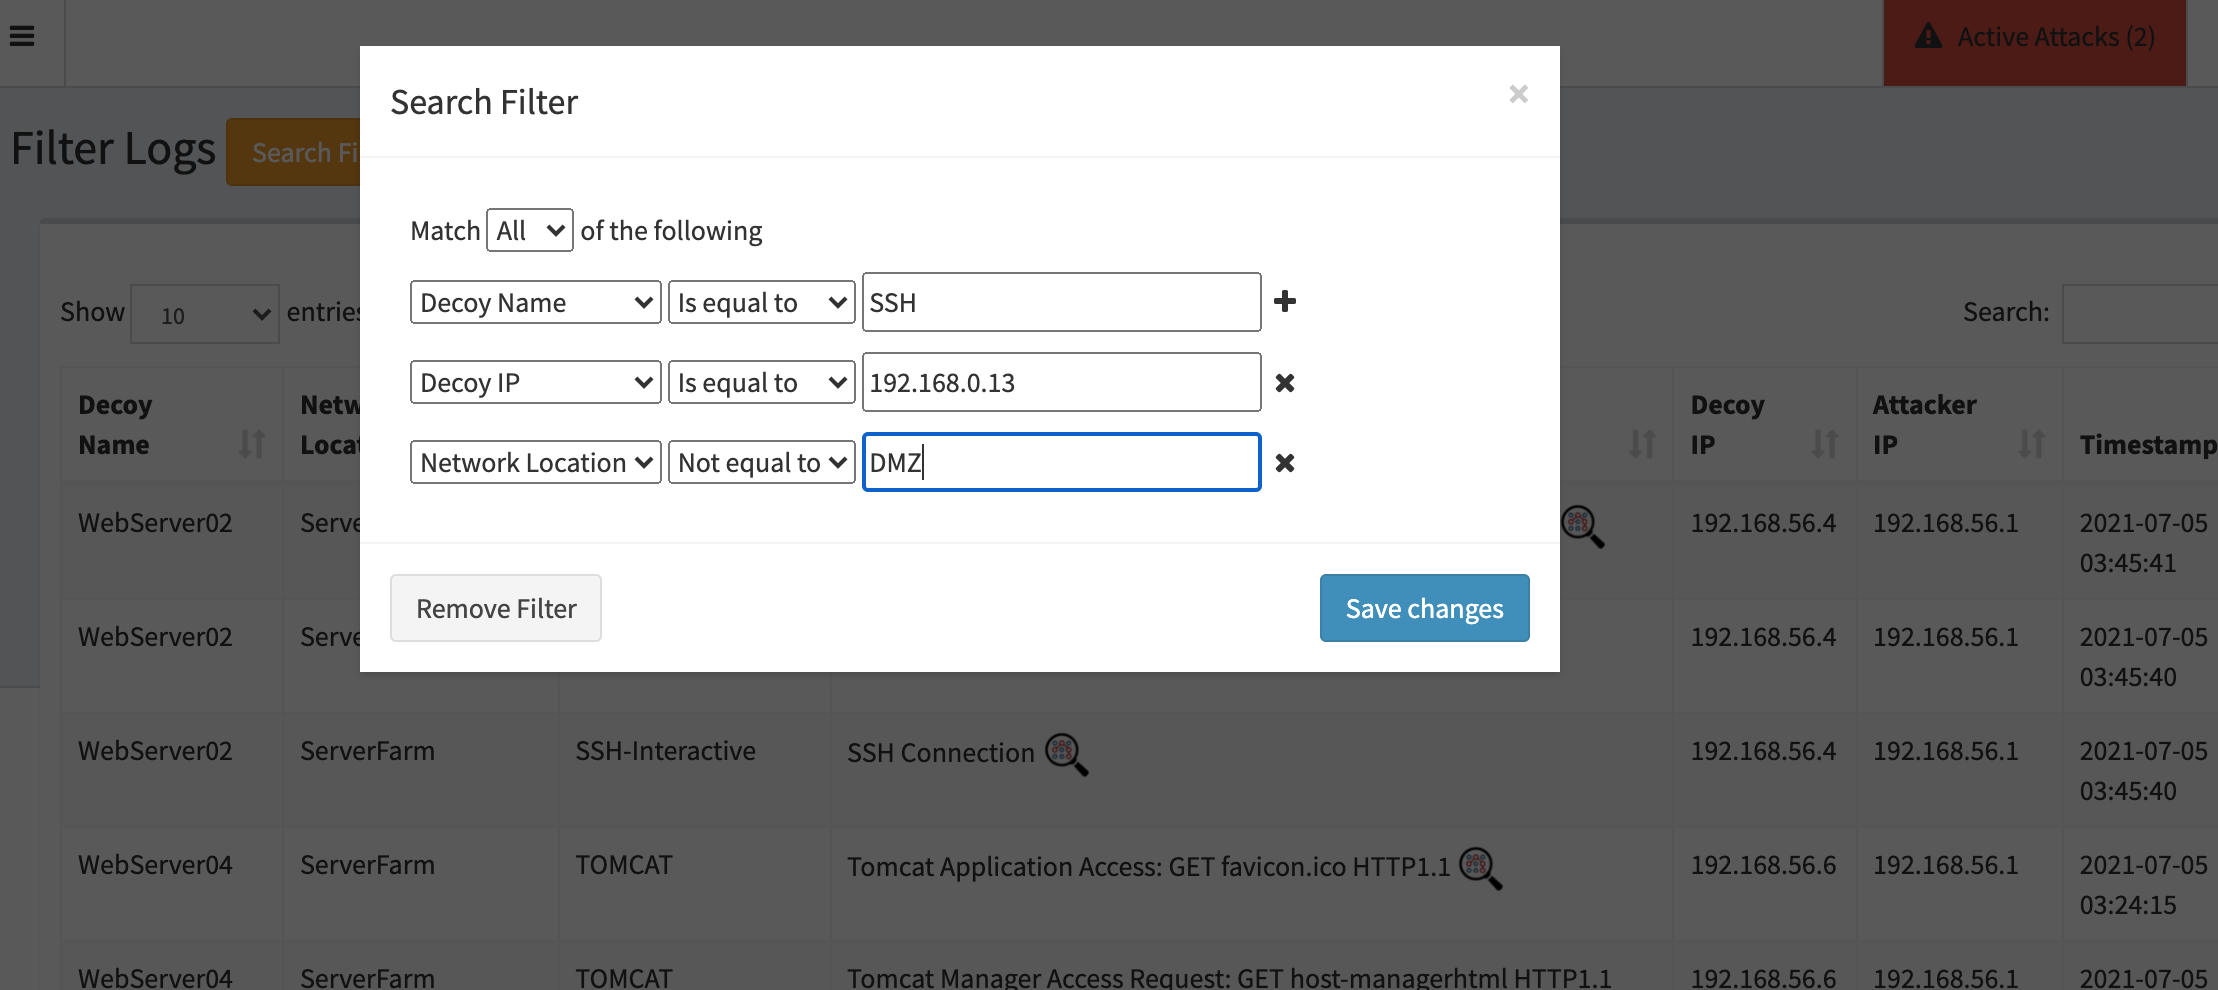 Active Attacks (2)
Search Filter
×
Filter Logs
Search Fi
Match All of the following
Decoy Name Is equal to SSH
Show 10 entries
Search:
Decoy IP Is equal to 192.168.0.13
Network Location Not equal to DMZ
Decoy Name
Netw
Locat
Decoy IP
Attacker IP
Timestamp
WebServer02 Serve 192.168.56.4 192.168.56.1 2021-07-05
03:45:41
Remove Filter Save changes
WebServer02 Serve 192.168.56.4 192.168.56.1 2021-07-05
03:45:40
WebServer02 ServerFarm SSH-Interactive SSH Connection 192.168.56.4 192.168.56.1 2021-07-05
03:45:40
WebServer04 ServerFarm TOMCAT Tomcat Application Access: GET favicon.ico HTTP1.1 192.168.56.6 192.168.56.1 2021-07-05
03:24:15
WebServer04 ServerFarm TOMCAT Tomcat Manager Access Request: GET host-managerhtml HTTP1.1 192.168.56.6 192.168.56.1 2021-07-05